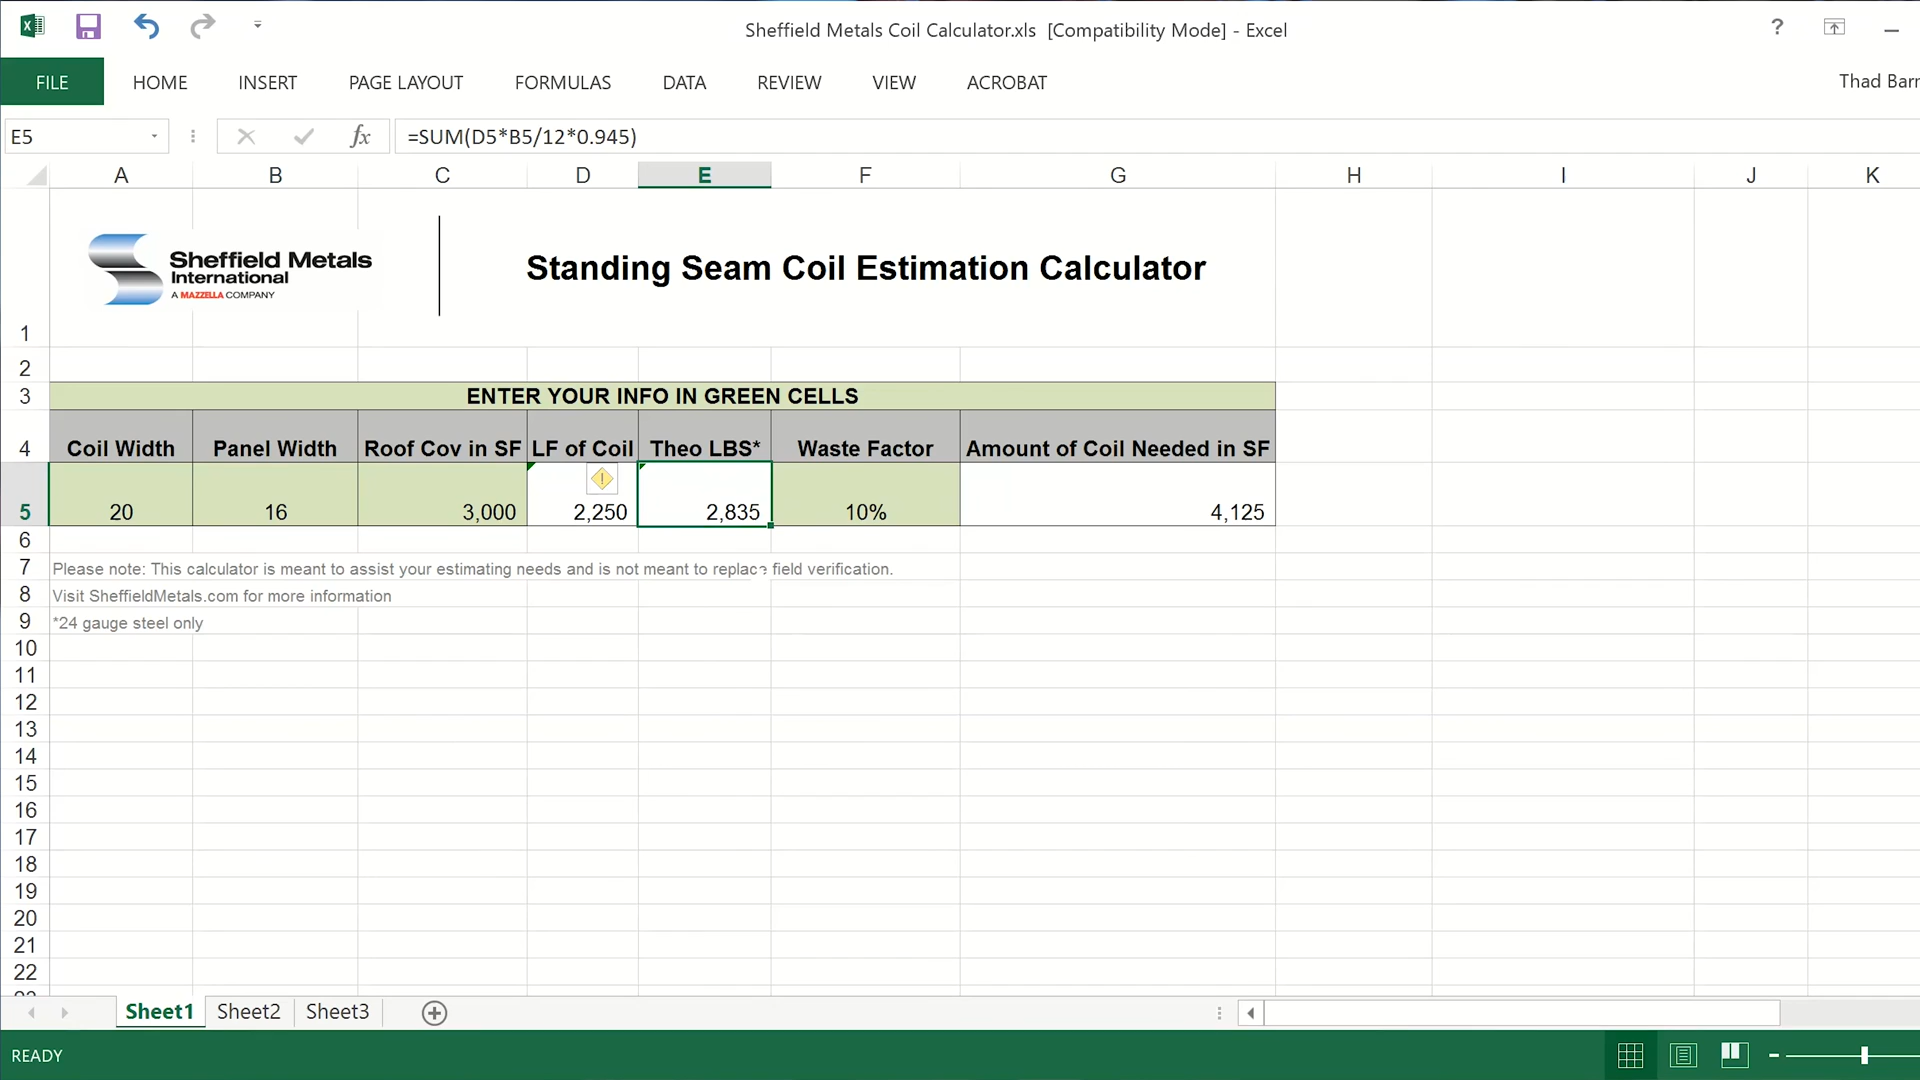 Sheffield Metals Coil Calculator.xls [Compatibility Mode] - Excel
?
FILE HOME INSERT PAGE LAYOUT FORMULAS DATA REVIEW VIEW ACROBAT Thad Barr
E5 fx =SUM(D5*B5/12*0.945)
A B C D E F G H I J K
Sheffield Metals
International
A MAZZELLA COMPANY
Standing Seam Coil Estimation Calculator
1
2
3 ENTER YOUR INFO IN GREEN CELLS
4 Coil Width Panel Width Roof Cov in SF LF of Coil Theo LBS* Waste Factor Amount of Coil Needed in SF
5 20 16 3,000 2,250 2,835 10% 4,125
6
7 Please note: This calculator is meant to assist your estimating needs and is not meant to replace field verification.
8 Visit SheffieldMetals.com for more information
9 *24 gauge steel only
10
11
12
13
14
15
16
17
18
19
20
21
22
Sheet1 Sheet2 Sheet3
READY